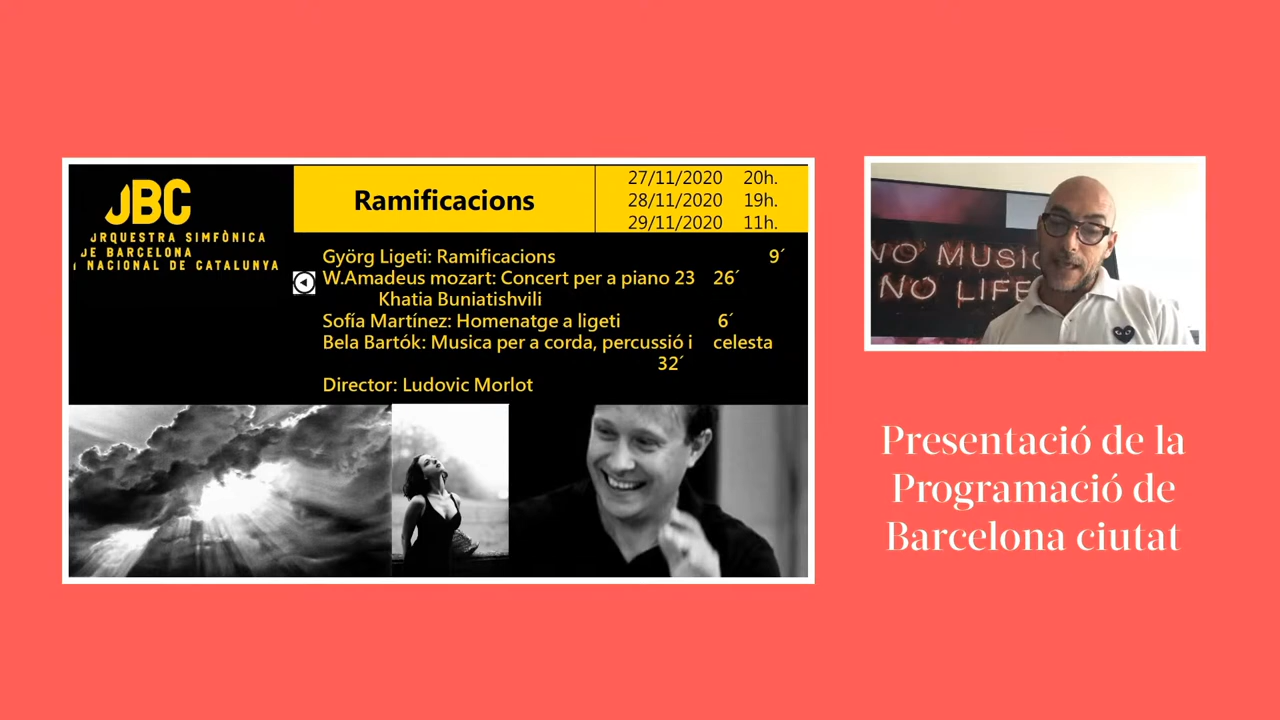 JBC
JRQUESTRA SIMFÒNICA
DE BARCELONA
I NACIONAL DE CATALUNYA
Ramificacions
27/11/2020 20h.
28/11/2020 19h.
29/11/2020 11h.
György Ligeti: Ramificacions 9´
W.Amadeus mozart: Concert per a piano 23 26´
Khatia Buniatishvili
Sofía Martínez: Homenatge a ligeti 6´
Bela Bartók: Musica per a corda, percussió i celesta
32´
Director: Ludovic Morlot
NO MUSIC
NO LIFE
Presentació de la
Programació de
Barcelona ciutat